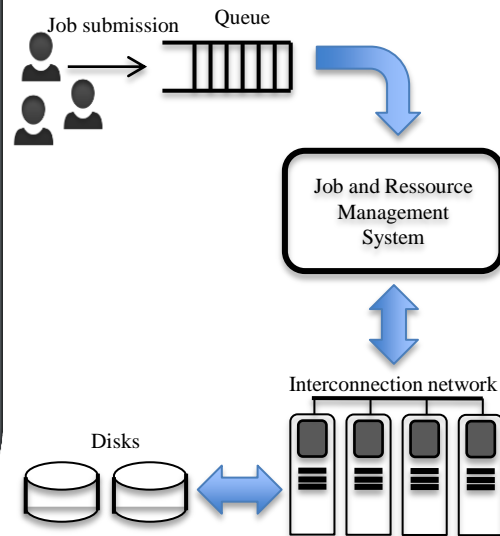 Job submission
Queue
Job and Ressource
Management
System
Interconnection network
Disks